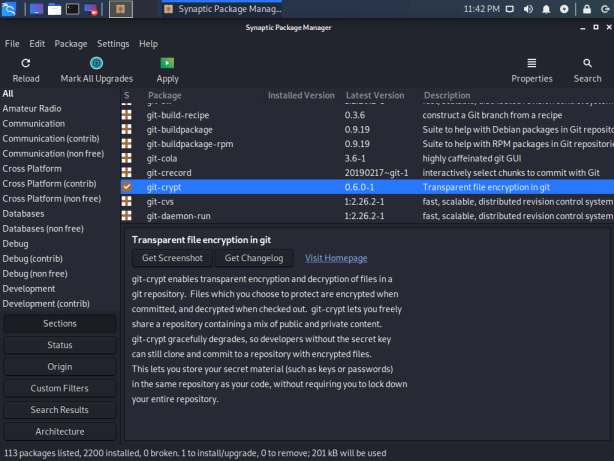 Synaptic Package Manag...
11:42 PM
Synaptic Package Manager
File Edit Package Settings Help
Reload Mark All Upgrades Apply Properties Search
All
Amateur Radio
Communication
Communication (contrib)
Communication (non free)
Cross Platform
Cross Platform (contrib)
Cross Platform (non free)
Databases
Databases (non free)
Debug
Debug (contrib)
Debug (non free)
Development
Development (contrib)
Sections
Status
Origin
Custom Filters
Search Results
Architecture
S Package Installed Version Latest Version Description
git-build-recipe 0.3.6 construct a Git branch from a recipe
git-buildpackage 0.9.19 Suite to help with Debian packages in Git reposito
git-buildpackage-rpm 0.9.19 Suite to help with RPM packages in Git repositorie
git-cola 3.6-1 highly caffeinated git GUI
git-crecord 20190217~git-1 interactively select chunks to commit with Git
git-crypt 0.6.0-1 Transparent file encryption in git
git-cvs 1:2.26.2-1 fast, scalable, distributed revision control system
git-daemon-run 1:2.26.2-1 fast, scalable, distributed revision control system
Transparent file encryption in git
Get Screenshot Get Changelog Visit Homepage
git-crypt enables transparent encryption and decryption of files in a
git repository. Files which you choose to protect are encrypted when
committed, and decrypted when checked out. git-crypt lets you freely
share a repository containing a mix of public and private content.
git-crypt gracefully degrades, so developers without the secret key
can still clone and commit to a repository with encrypted files.
This lets you store your secret material (such as keys or passwords)
in the same repository as your code, without requiring you to lock down
your entire repository.
113 packages listed, 2200 installed, 0 broken. 1 to install/upgrade, 0 to remove; 201 kB will be used